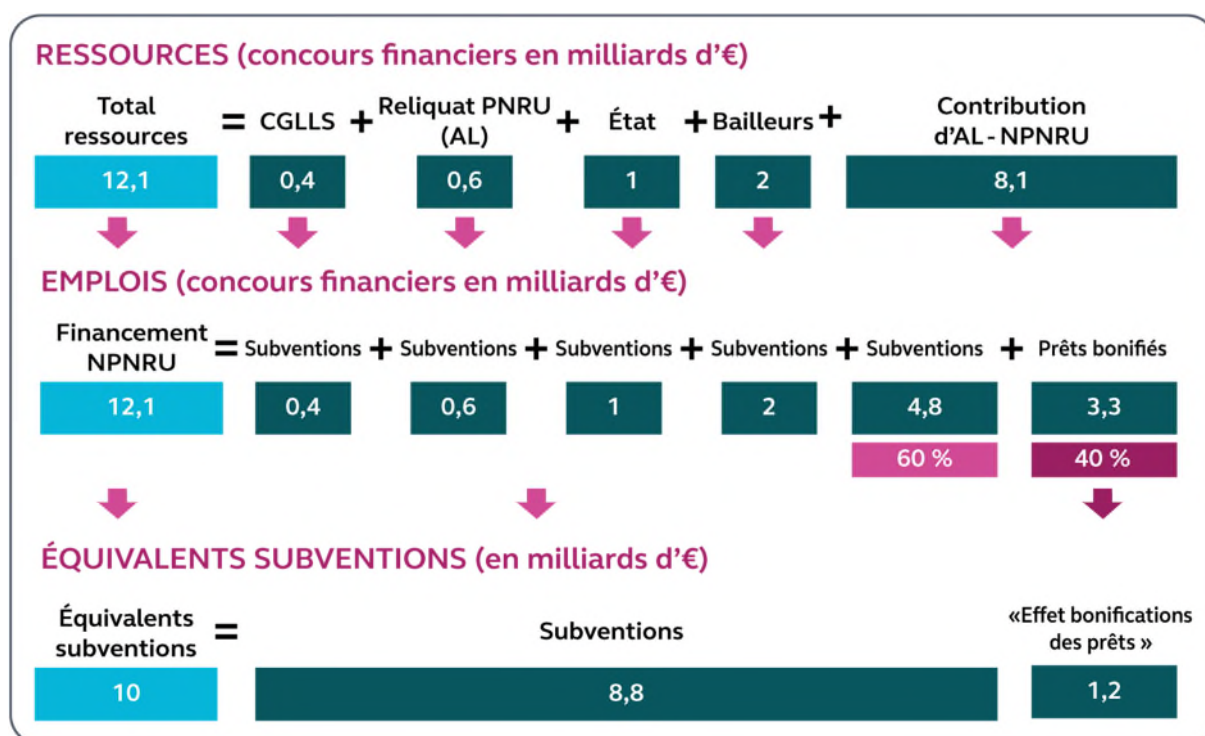 RESSOURCES (concours financiers en milliards d'€)
Total ressources = CGLLS + Reliquat PNRU (AL) + État + Bailleurs + Contribution d'AL - NPNRU
12,1 0,4 0,6 1 2 8,1
EMPLOIS (concours financiers en milliards d'€)
Financement NPNRU = Subventions + Subventions + Subventions + Subventions + Subventions + Prêts bonifiés
12,1 0,4 0,6 1 2 4,8 3,3
60 % 40 %
ÉQUIVALENTS SUBVENTIONS (en milliards d'€)
Équivalents subventions = Subventions «Effet bonifications des prêts »
10 8,8 1,2